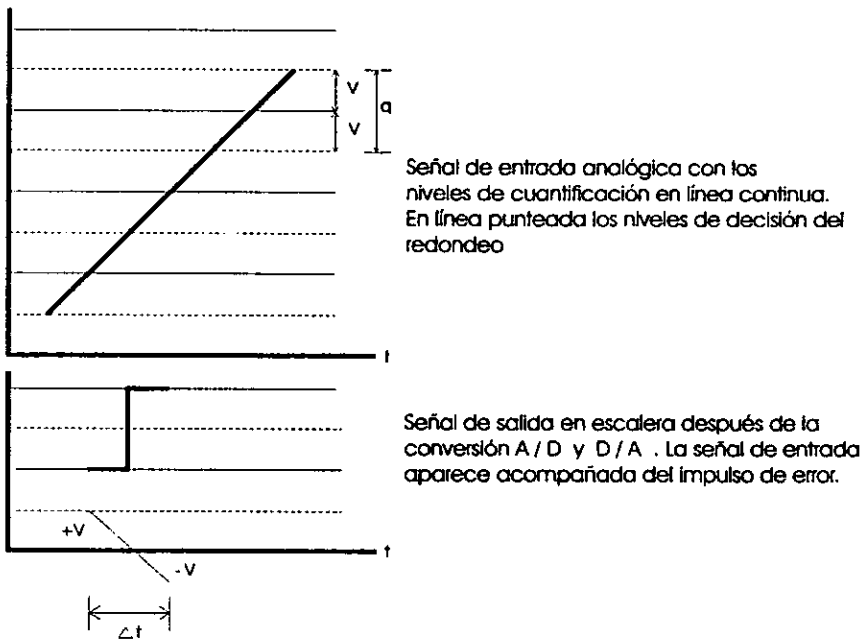 V
q
V
Señal de entrada analógica con los
niveles de cuantificación en línea continua.
En línea punteada los niveles de decisión del
redondeo
t
Señal de salida en escalera después de la
conversión A / D y D / A . La señal de entrada
aparece acompañada del impulso de error.
+V
t
-V
△t